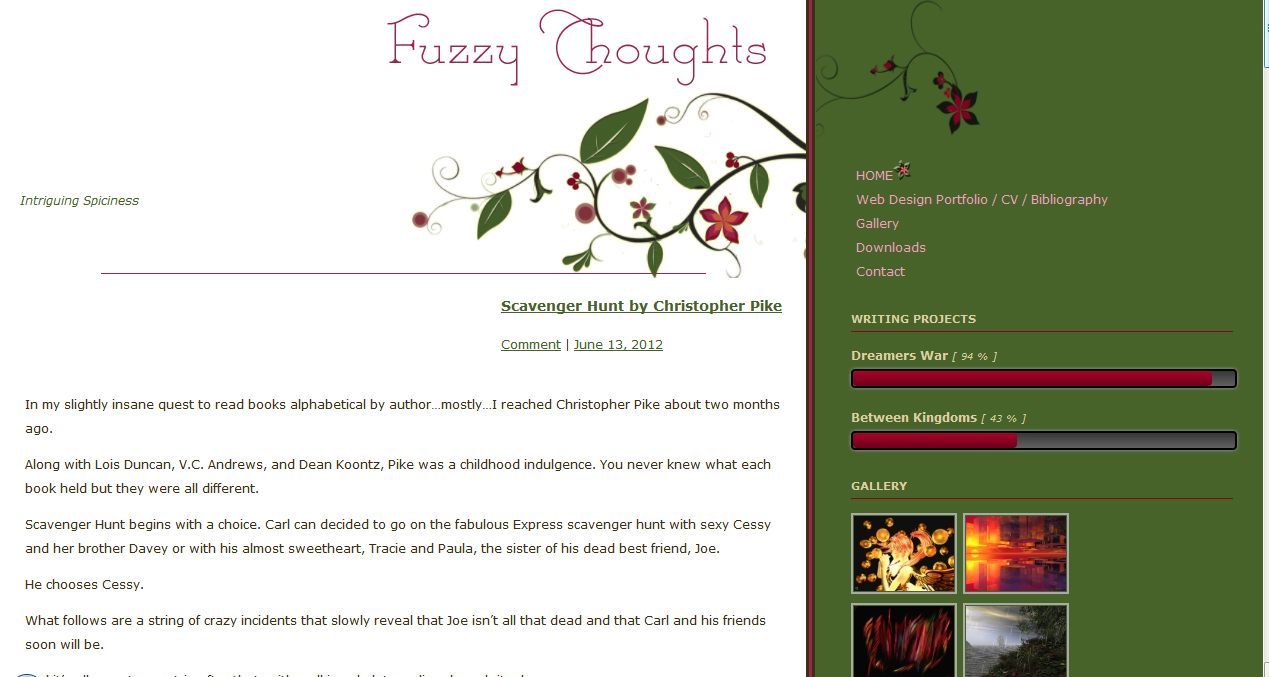 Fuzzy Thoughts
Intriguing Spiciness
Scavenger Hunt by Christopher Pike
Comment | June 13, 2012
In my slightly insane quest to read books alphabetical by author…mostly…I reached Christopher Pike about two months
ago.
Along with Lois Duncan, V.C. Andrews, and Dean Koontz, Pike was a childhood indulgence. You never knew what each
book held but they were all different.
Scavenger Hunt begins with a choice. Carl can decided to go on the fabulous Express scavenger hunt with sexy Cessy
and her brother Davey or with his almost sweetheart, Tracie and Paula, the sister of his dead best friend, Joe.
He chooses Cessy.
What follows are a string of crazy incidents that slowly reveal that Joe isn't all that dead and that Carl and his friends
soon will be.
HOME
Web Design Portfolio / CV / Bibliography
Gallery
Downloads
Contact
WRITING PROJECTS
Dreamers War [ 94 % ]
Between Kingdoms [ 43 % ]
GALLERY